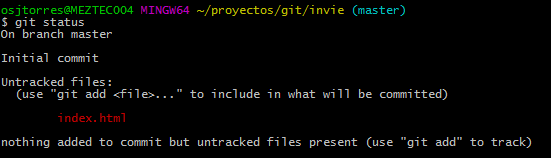 osjtorres@MEZTECO04 MINGW64 ~/proyectos/git/invie (master)
$ git status
On branch master
Initial commit
Untracked files:
(use "git add <file>..." to include in what will be committed)
index.html
nothing added to commit but untracked files present (use "git add" to track)